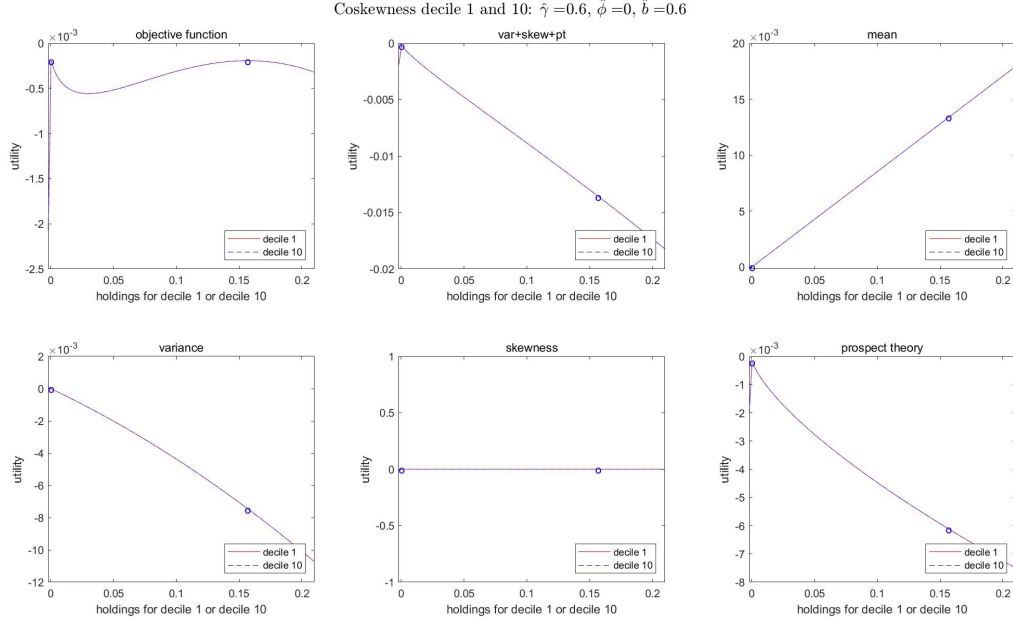 Coskewness decile 1 and 10: γ̂ =0.6, φ̂ =0, b̂ =0.6
objective function
×10⁻³
0
-0.5
-1
-1.5
-2
-2.5
utility
0
0.05
0.1
0.15
0.2
holdings for decile 1 or decile 10
decile 1
decile 10
var+skew+pt
0
-0.005
-0.01
-0.015
-0.02
utility
0
0.05
0.1
0.15
0.2
holdings for decile 1 or decile 10
decile 1
decile 10
mean
×10⁻³
20
15
10
5
0
utility
0
0.05
0.1
0.15
0.2
holdings for decile 1 or decile 10
decile 1
decile 10
variance
×10⁻³
2
0
-2
-4
-6
-8
-10
-12
utility
0
0.05
0.1
0.15
0.2
holdings for decile 1 or decile 10
decile 1
decile 10
skewness
1
0.5
0
-0.5
-1
utility
0
0.05
0.1
0.15
0.2
holdings for decile 1 or decile 10
decile 1
decile 10
prospect theory
×10⁻³
0
-1
-2
-3
-4
-5
-6
-7
-8
utility
0
0.05
0.1
0.15
0.2
holdings for decile 1 or decile 10
decile 1
decile 10